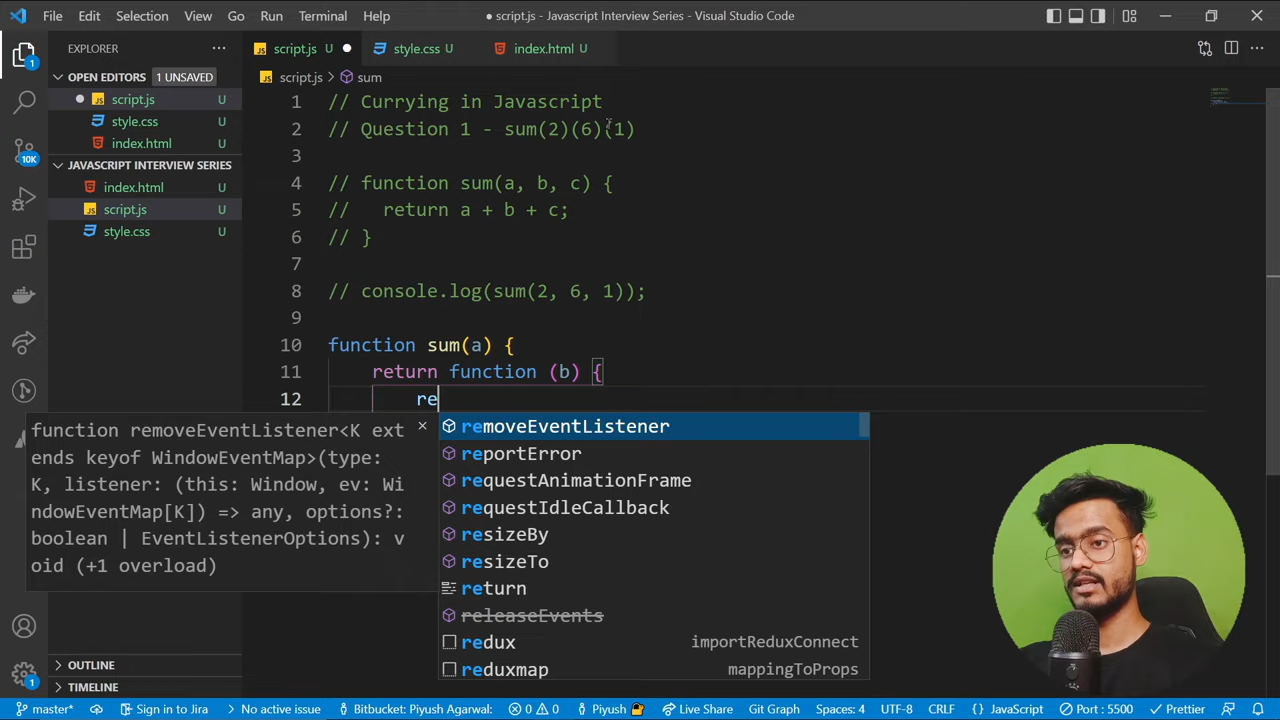 File Edit Selection View Go Run Terminal Help
● script.js - Javascript Interview Series - Visual Studio Code
EXPLORER
OPEN EDITORS 1 UNSAVED
script.js U
style.css U
index.html U
JAVASCRIPT INTERVIEW SERIES
index.html U
script.js U
style.css U
OUTLINE
TIMELINE
1
10K
1
JS script.js U ●
style.css U
index.html U
JS script.js > sum
1 // Currying in Javascript
2 // Question 1 - sum(2)(6)(1)
3
4 // function sum(a, b, c) {
5 //   return a + b + c;
6 // }
7
8 // console.log(sum(2, 6, 1));
9
10 function sum(a) {
11     return function (b) {
12         re
function removeEventListener<K ext
ends keyof WindowEventMap>(type:
K, listener: (this: Window, ev: Wi
ndowEventMap[K]) => any, options?:
boolean | EventListenerOptions): v
oid (+1 overload)
removeEventListener
reportError
requestAnimationFrame
requestIdleCallback
resizeBy
resizeTo
return
releaseEvents
redux importReduxConnect
reduxmap mappingToProps
master* Sign in to Jira No active issue Bitbucket: Piyush Agarwal: 0 0 Piyush Live Share Git Graph Spaces: 4 UTF-8 CRLF {} JavaScript Port : 5500 Prettier